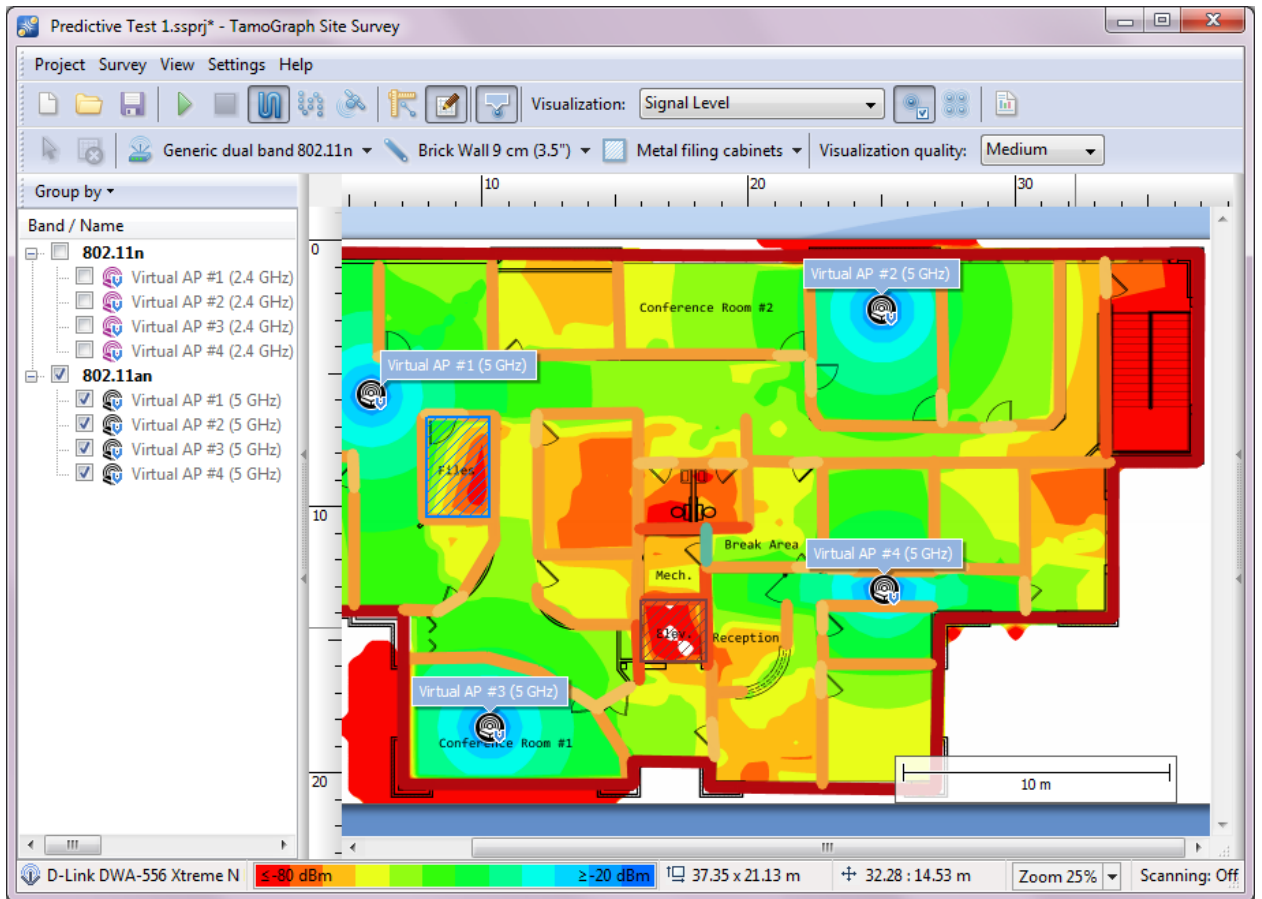 Predictive Test 1.ssprj* - TamoGraph Site Survey
Project Survey View Settings Help
Visualization: Signal Level
Generic dual band 802.11n Brick Wall 9 cm (3.5") Metal filing cabinets Visualization quality: Medium
Group by
10 20 30
Band / Name
802.11n
Virtual AP #1 (2.4 GHz)
Virtual AP #2 (2.4 GHz)
Virtual AP #3 (2.4 GHz)
Virtual AP #4 (2.4 GHz)
802.11an
Virtual AP #1 (5 GHz)
Virtual AP #2 (5 GHz)
Virtual AP #3 (5 GHz)
Virtual AP #4 (5 GHz)
0
10
20
Virtual AP #2 (5 GHz)
Conference Room #2
Virtual AP #1 (5 GHz)
Files
Break Area
Virtual AP #4 (5 GHz)
Mech.
Elev.
Reception
Virtual AP #3 (5 GHz)
Conference Room #1
10 m
D-Link DWA-556 Xtreme N ≤-80 dBm ≥-20 dBm 37.35 x 21.13 m 32.28 : 14.53 m Zoom 25% Scanning: Off